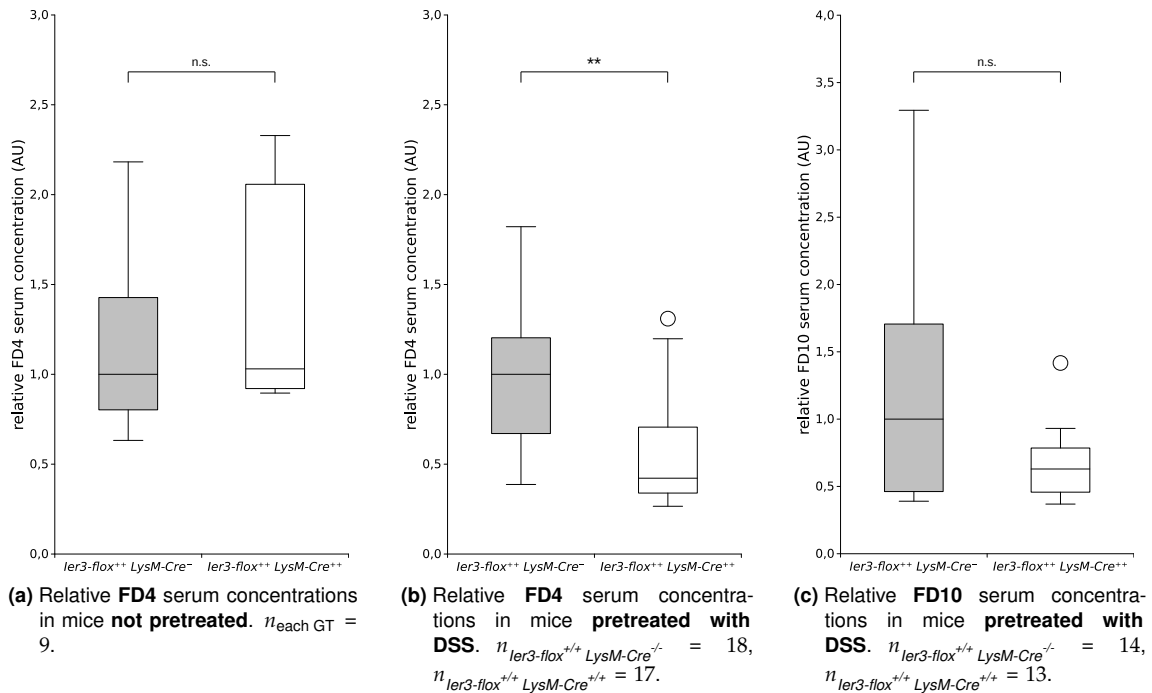 3,0
2,5
2,0
1,5
1,0
0,5
0,0
relative FD4 serum concentration (AU)
n.s.
Ier3-flox⁺⁺ LysM-Cre⁻ Ier3-flox⁺⁺ LysM-Cre⁺⁺
(a) Relative FD4 serum concentrations
in mice not pretreated. n each GT =
9.
3,0
2,5
2,0
1,5
1,0
0,5
0,0
relative FD4 serum concentration (AU)
**
Ier3-flox⁺⁺ LysM-Cre⁻ Ier3-flox⁺⁺ LysM-Cre⁺⁺
(b) Relative FD4 serum concentra-
tions in mice pretreated with
DSS. n Ier3-flox+/+ LysM-Cre-/- = 18,
n Ier3-flox+/+ LysM-Cre+/+ = 17.
4,0
3,5
4,0
2,5
2,0
1,5
1,0
0,5
0,0
relative FD10 serum concentration (AU)
n.s.
Ier3-flox⁺⁺ LysM-Cre⁻ Ier3-flox⁺⁺ LysM-Cre⁺⁺
(c) Relative FD10 serum concentra-
tions in mice pretreated with
DSS. n Ier3-flox+/+ LysM-Cre-/- = 14,
n Ier3-flox+/+ LysM-Cre+/+ = 13.